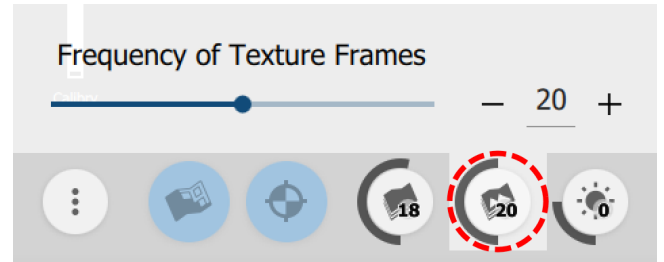 Frequency of Texture Frames
Calibry
— 20 +
18
20
0